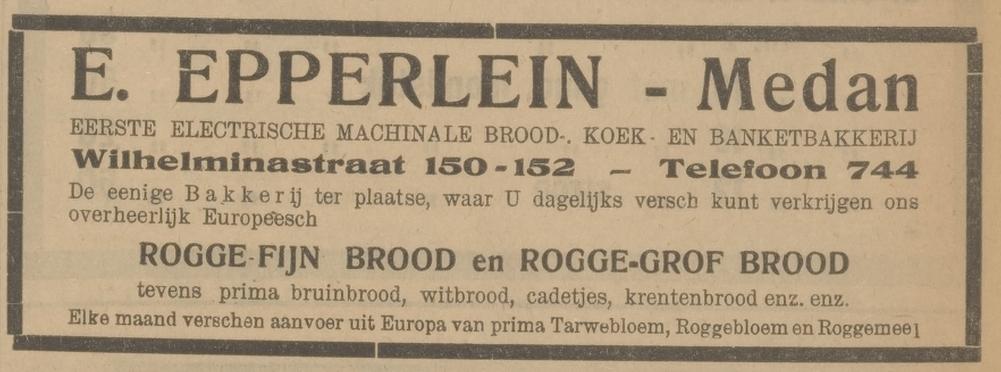 E. EPPERLEIN - Medan
EERSTE ELECTRISCHE MACHINALE BROOD-, KOEK- EN BANKETBAKKERIJ
Wilhelminastraat 150-152 – Telefoon 744
De eenige Bakkerij ter plaatse, waar U dagelijks versch kunt verkrijgen ons
overheerlijk Europeesch
ROGGE-FIJN BROOD en ROGGE-GROF BROOD
tevens prima bruinbrood, witbrood, cadetjes, krentenbrood enz. enz.
Elke maand verschen aanvoer uit Europa van prima Tarwebloem, Roggebloem en Roggemeel